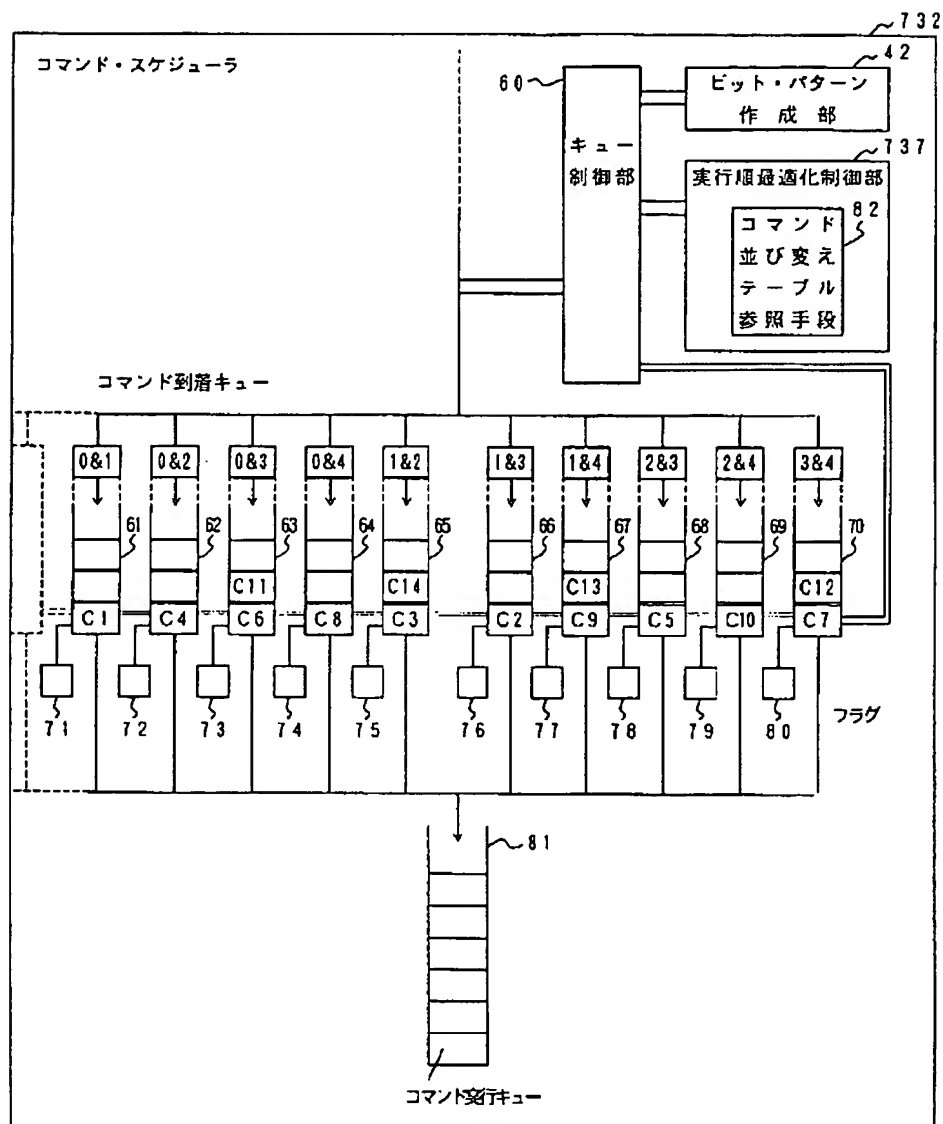 732
コマンド・スケジューラ
60
42
ビット・パターン
作成部
キュー
制御部
737
実行順最適化制御部
82
コマンド
並び変え
テーブル
参照手段
コマンド到着キュー
0&1 0&2 0&3 0&4 1&2 1&3 1&4 2&3 2&4 3&4
61 62 63 64 65 66 67 68 69 70
C11 C14 C13 C12
C1 C4 C6 C8 C3 C2 C9 C5 C10 C7
71 72 73 74 75 76 77 78 79 80
フラグ
81
コマンド実行キュー